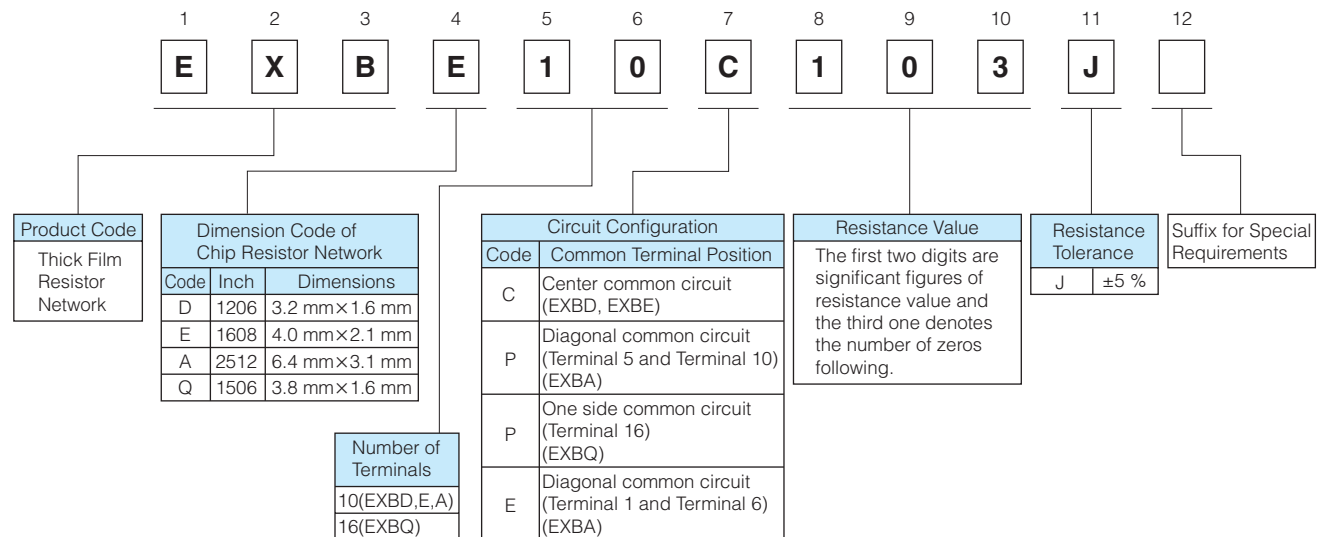 1 2 3 4 5 6 7 8 9 10 11 12
E X B E 1 0 C 1 0 3 J
Product Code
Thick Film
Resistor
Network
Dimension Code of
Chip Resistor Network
Code Inch Dimensions
D 1206 3.2 mm×1.6 mm
E 1608 4.0 mm×2.1 mm
A 2512 6.4 mm×3.1 mm
Q 1506 3.8 mm×1.6 mm
Number of
Terminals
10(EXBD,E,A)
16(EXBQ)
Circuit Configuration
Code Common Terminal Position
C Center common circuit
(EXBD, EXBE)
P Diagonal common circuit
(Terminal 5 and Terminal 10)
(EXBA)
P One side common circuit
(Terminal 16)
(EXBQ)
E Diagonal common circuit
(Terminal 1 and Terminal 6)
(EXBA)
Resistance Value
The first two digits are
significant figures of
resistance value and
the third one denotes
the number of zeros
following.
Resistance
Tolerance
J ±5 %
Suffix for Special
Requirements